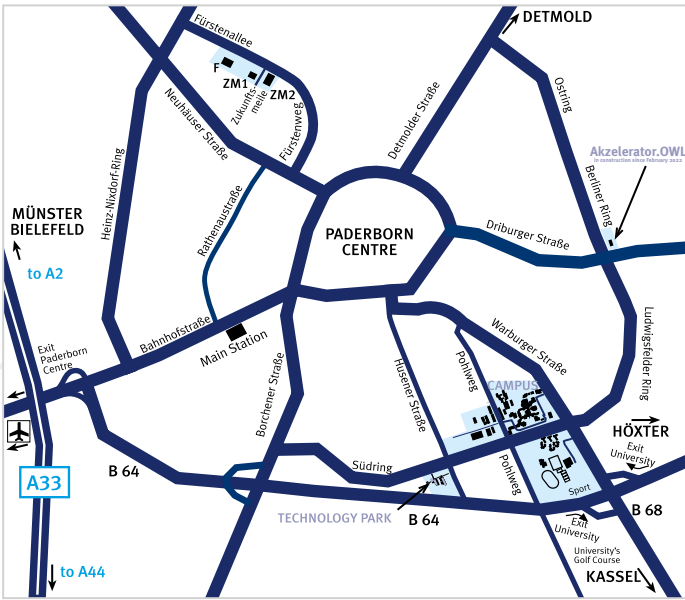 DETMOLD
Fürstenallee
F
ZM1
ZM2
Zukunfts-
meile
Fürstenweg
Neuhäuser Straße
Detmolder Straße
Ostring
Akzelerator.OWL
in construction since February 2022
Berliner Ring
Heinz-Nixdorf-Ring
Rathenaustraße
MÜNSTER
BIELEFELD
PADERBORN
CENTRE
Driburger Straße
to A2
Exit
Paderborn
Centre
Bahnhofstraße
Main Station
Warburger Straße
Ludwigsfelder Ring
Borchener Straße
Husener Straße
Pohlweg
CAMPUS
HÖXTER
Exit
University
B 64
Südring
Pohlweg
A33
Sport
TECHNOLOGY PARK
B 64
B 68
Exit
University
University's
Golf Course
to A44
KASSEL